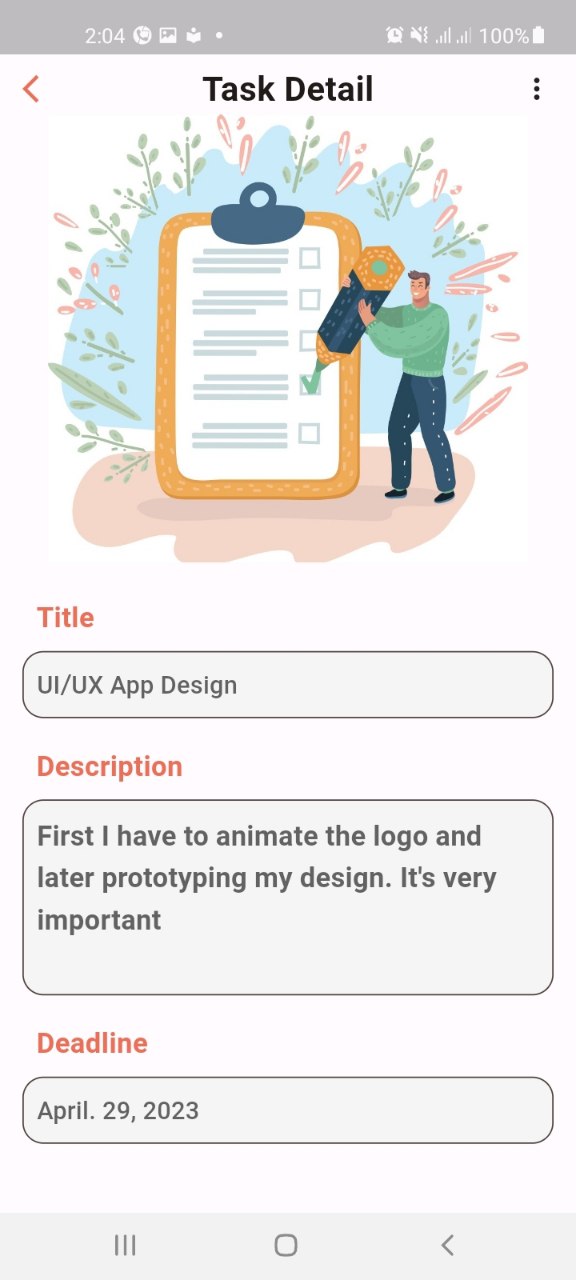 2:04 100%
Task Detail
Title
UI/UX App Design
Description
First I have to animate the logo and
later prototyping my design. It's very
important
Deadline
April. 29, 2023